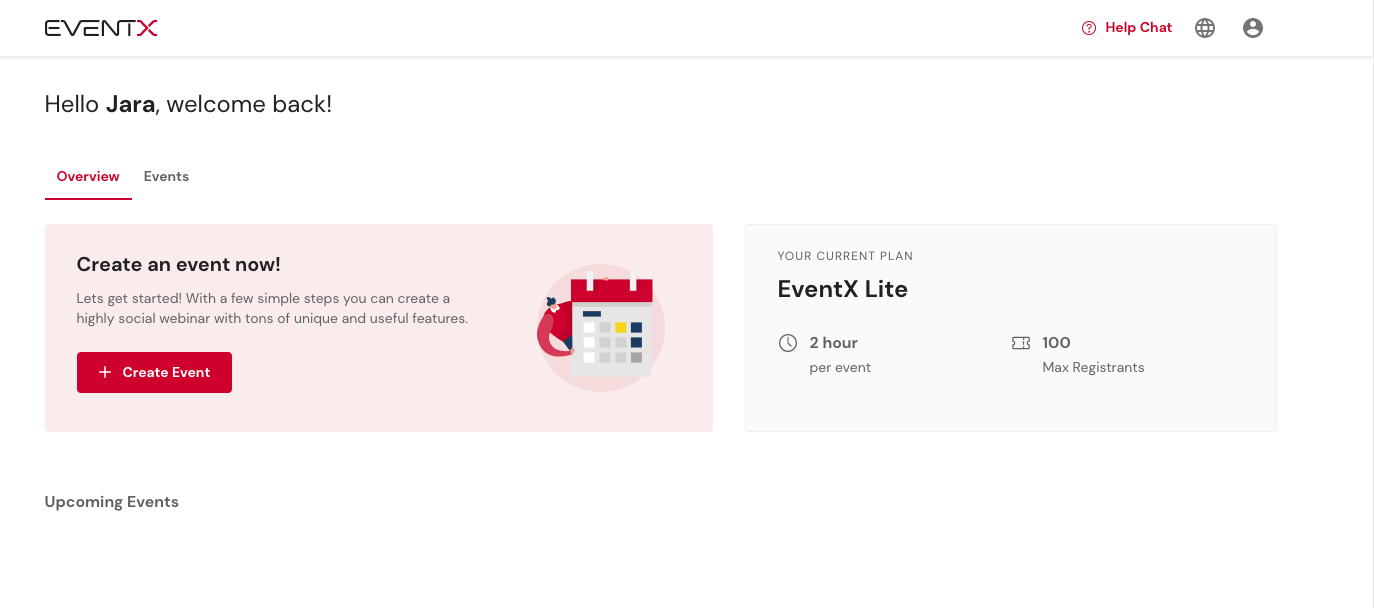 EVENTX
Help Chat
Hello Jara, welcome back!
Overview
Events
Create an event now!
Lets get started! With a few simple steps you can create a
highly social webinar with tons of unique and useful features.
+ Create Event
YOUR CURRENT PLAN
EventX Lite
2 hour
per event
100
Max Registrants
Upcoming Events